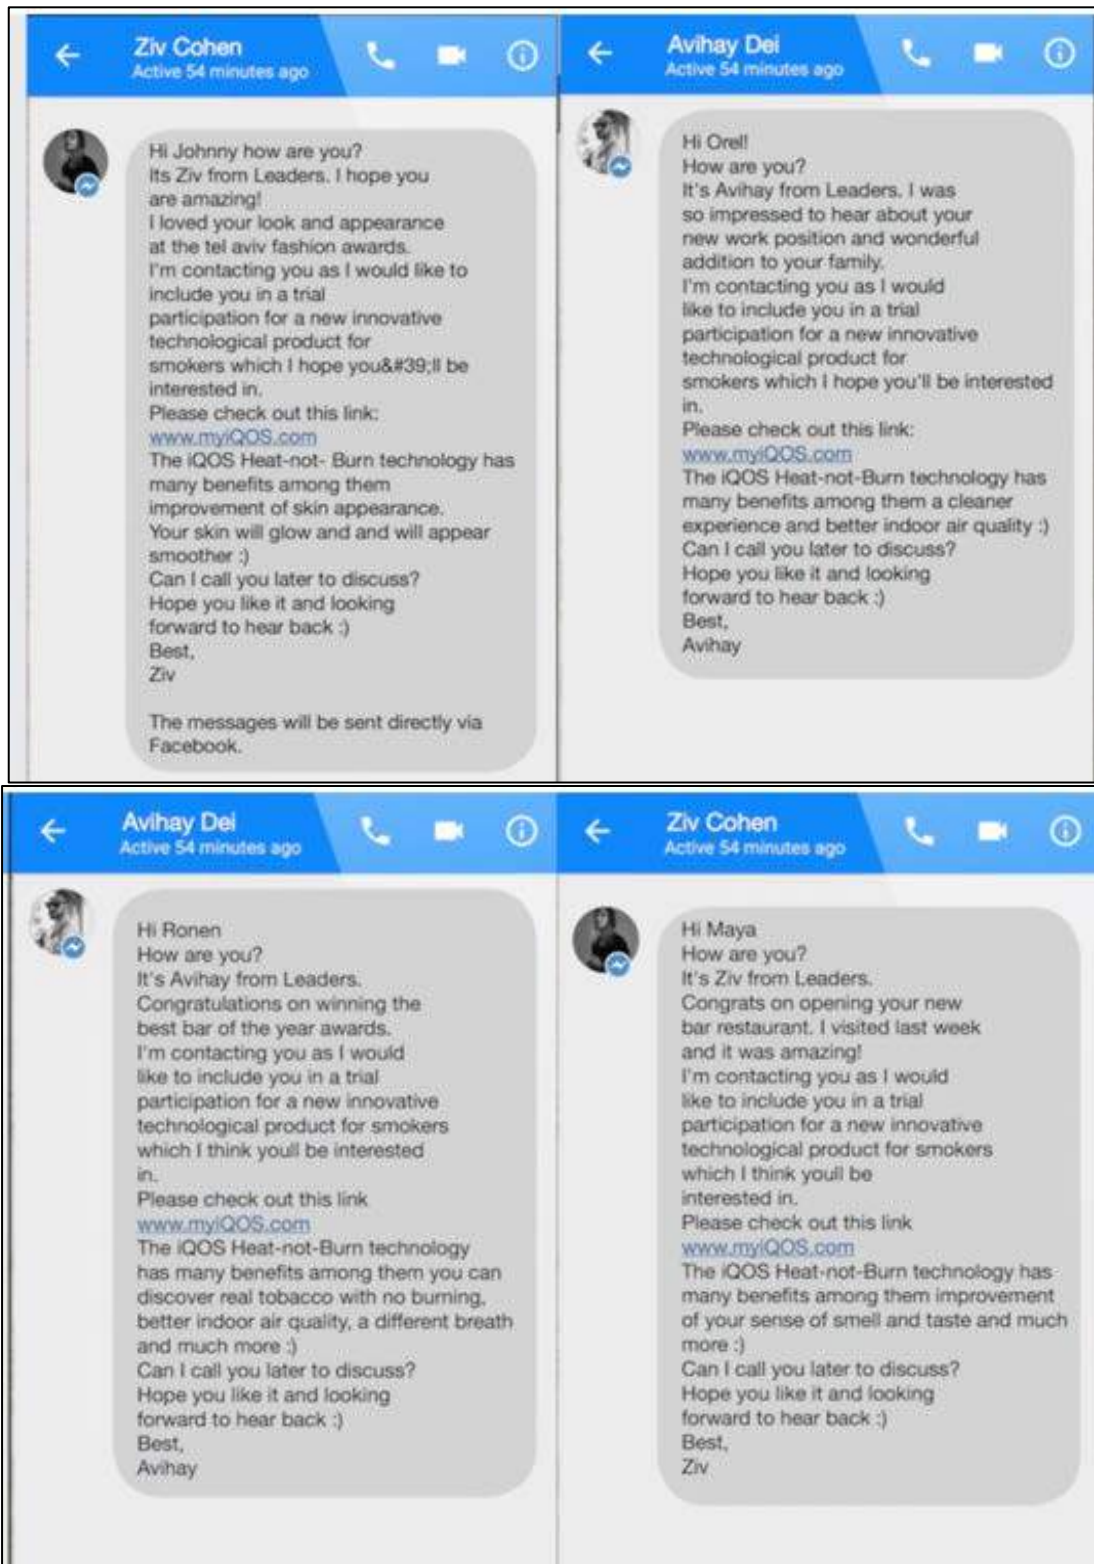 Ziv Cohen
Active 54 minutes ago
Hi Johnny how are you?
Its Ziv from Leaders. I hope you
are amazing!
I loved your look and appearance
at the tel aviv fashion awards.
I'm contacting you as I would like to
include you in a trial
participation for a new innovative
technological product for
smokers which I hope you&#39;ll be
interested in.
Please check out this link:
www.myiQOS.com
The iQOS Heat-not- Burn technology has
many benefits among them
improvement of skin appearance.
Your skin will glow and and will appear
smoother :)
Can I call you later to discuss?
Hope you like it and looking
forward to hear back :)
Best,
Ziv
The messages will be sent directly via
Facebook.
Avihay Dei
Active 54 minutes ago
Hi Orel!
How are you?
It's Avihay from Leaders. I was
so impressed to hear about your
new work position and wonderful
addition to your family.
I'm contacting you as I would
like to include you in a trial
participation for a new innovative
technological product for
smokers which I hope you'll be interested
in.
Please check out this link:
www.myiQOS.com
The iQOS Heat-not-Burn technology has
many benefits among them a cleaner
experience and better indoor air quality :)
Can I call you later to discuss?
Hope you like it and looking
forward to hear back :)
Best,
Avihay
Avihay Dei
Active 54 minutes ago
Hi Ronen
How are you?
It's Avihay from Leaders.
Congratulations on winning the
best bar of the year awards.
I'm contacting you as I would
like to include you in a trial
participation for a new innovative
technological product for smokers
which I think youll be interested
in.
Please check out this link
www.myiQOS.com
The iQOS Heat-not-Burn technology
has many benefits among them you can
discover real tobacco with no burning,
better indoor air quality, a different breath
and much more :)
Can I call you later to discuss?
Hope you like it and looking
forward to hear back :)
Best,
Avihay
Ziv Cohen
Active 54 minutes ago
Hi Maya
How are you?
It's Ziv from Leaders.
Congrats on opening your new
bar restaurant. I visited last week
and it was amazing!
I'm contacting you as I would
like to include you in a trial
participation for a new innovative
technological product for smokers
which I think youll be
interested in.
Please check out this link
www.myiQOS.com
The iQOS Heat-not-Burn technology has
many benefits among them improvement
of your sense of smell and taste and much
more :)
Can I call you later to discuss?
Hope you like it and looking
forward to hear back :)
Best,
Ziv